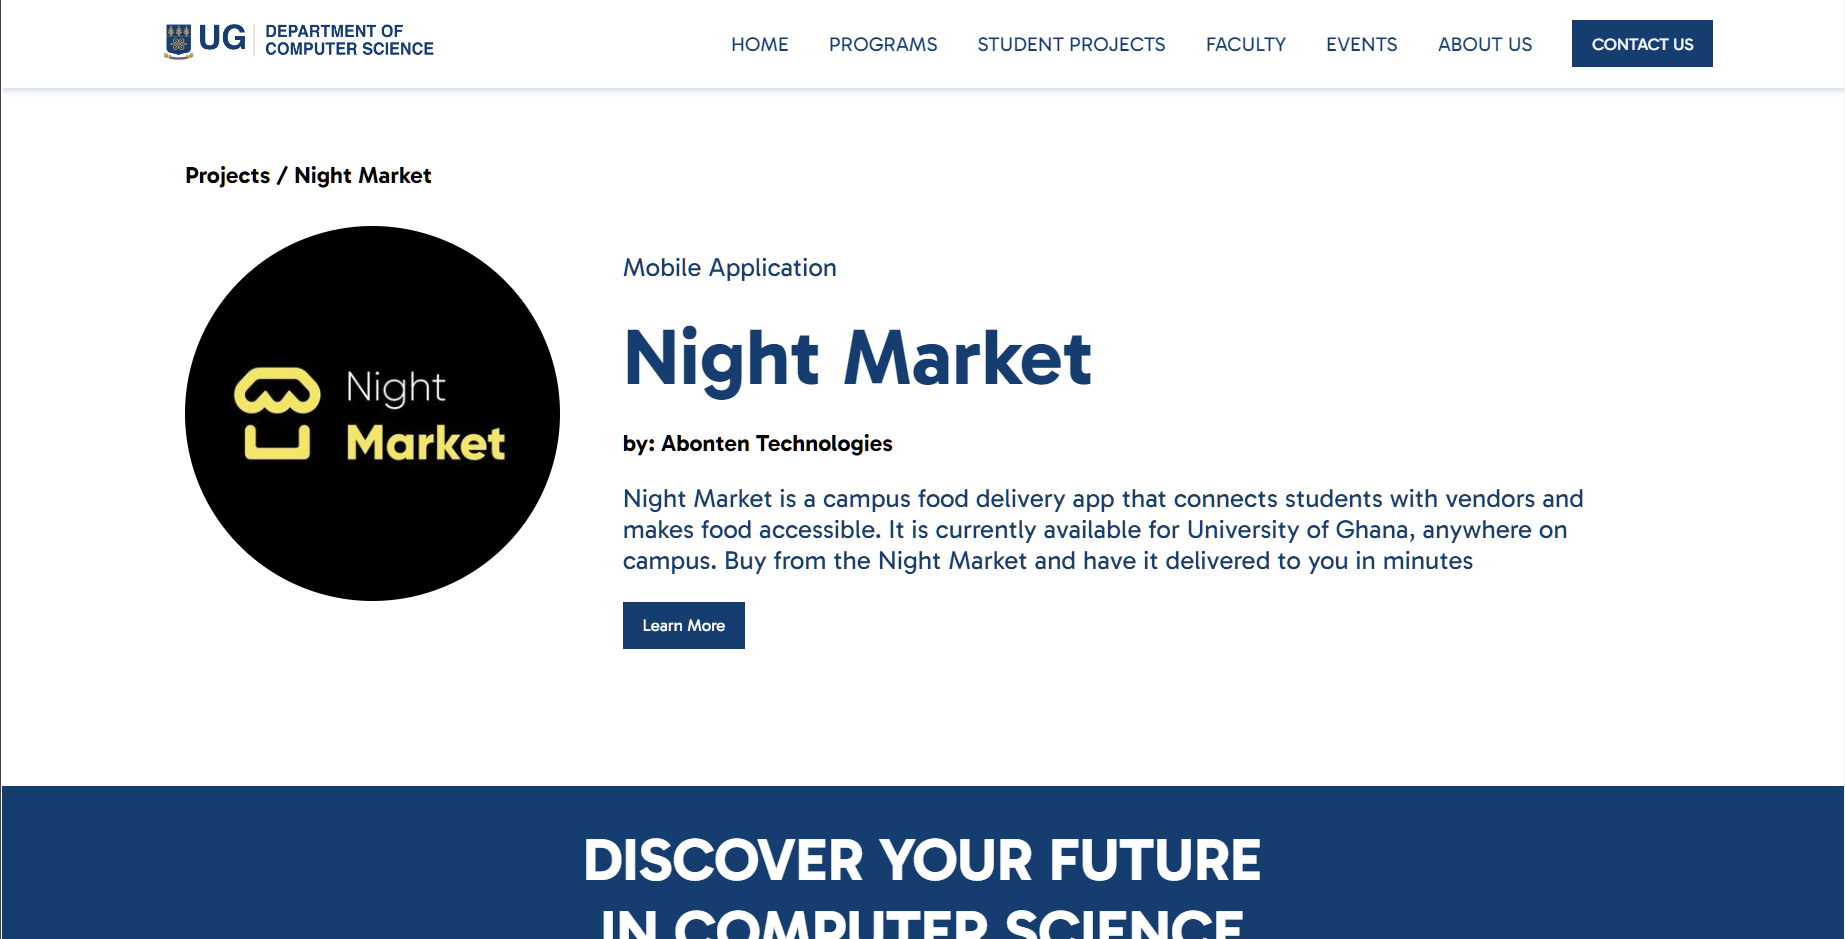 UG
DEPARTMENT OF
COMPUTER SCIENCE
HOME PROGRAMS STUDENT PROJECTS FACULTY EVENTS ABOUT US CONTACT US
Projects / Night Market
Night
Market
Mobile Application
Night Market
by: Abonten Technologies
Night Market is a campus food delivery app that connects students with vendors and
makes food accessible. It is currently available for University of Ghana, anywhere on
campus. Buy from the Night Market and have it delivered to you in minutes
Learn More
DISCOVER YOUR FUTURE
IN COMPUTER SCIENCE